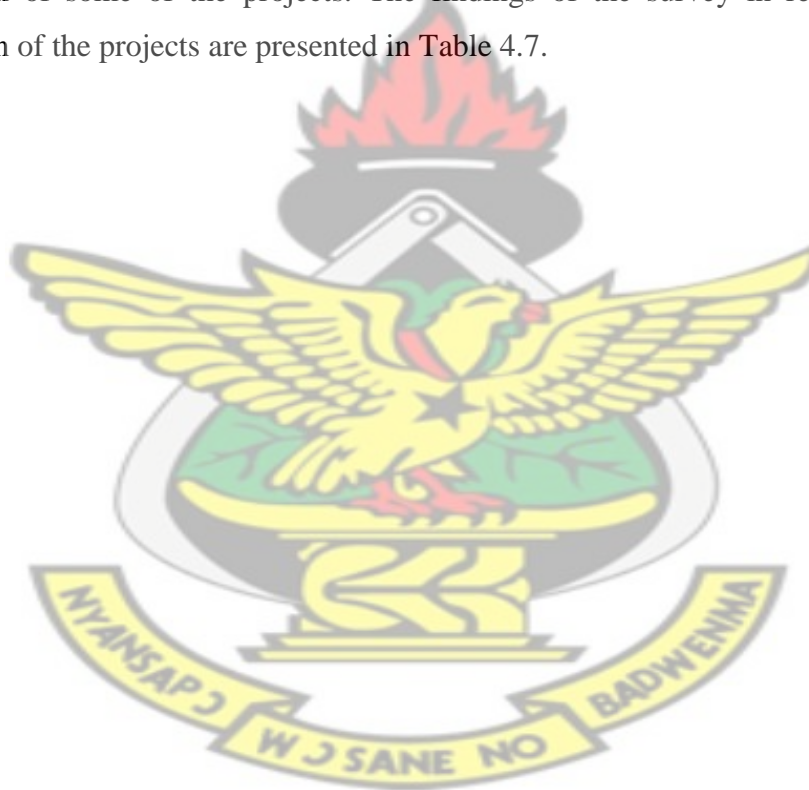 of some of the projects. The findings of the survey in
n of the projects are presented in Table 4.7.
NYANSAPƆ
WƆSANE NO
BADWENMA